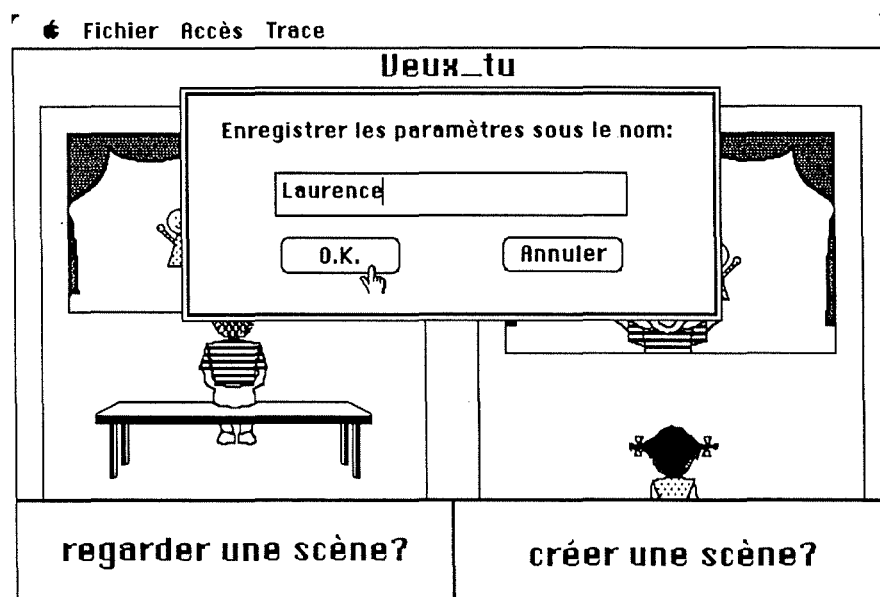 Fichier Accès Trace
Veux_tu
Enregistrer les paramètres sous le nom:
Laurence
O.K. Annuler
regarder une scène? créer une scène?